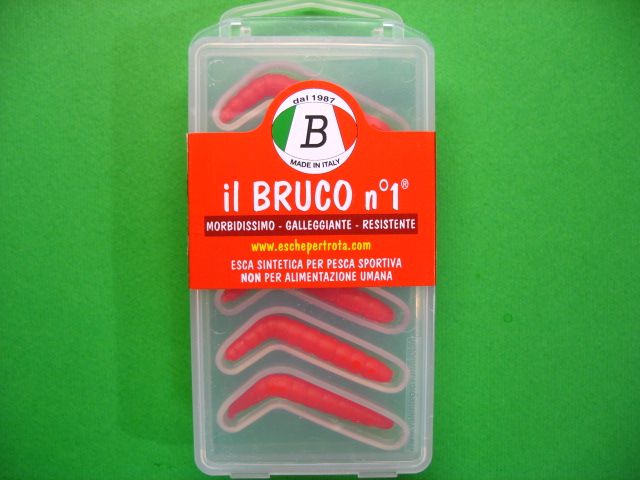 dal 1987
B
MADE IN ITALY
il BRUCO n°1®
MORBIDISSIMO - GALLEGGIANTE - RESISTENTE
www.eschepertrota.com
ESCA SINTETICA PER PESCA SPORTIVA
NON PER ALIMENTAZIONE UMANA